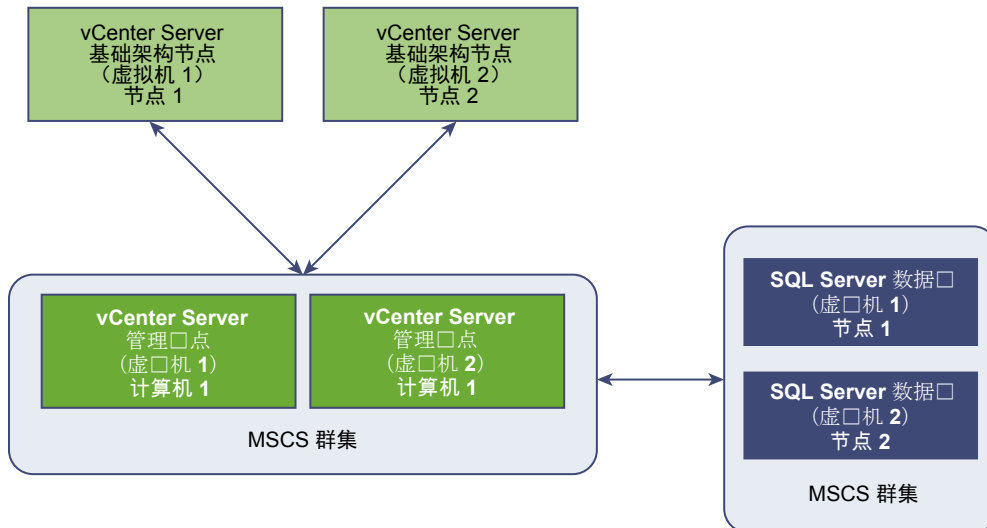 vCenter Server
基础架构节点
（虚拟机 1）
节点 1
vCenter Server
基础架构节点
（虚拟机 2）
节点 2
vCenter Server
管理□点
(虚□机 1)
计算机 1
vCenter Server
管理□点
(虚□机 2)
计算机 1
MSCS 群集
SQL Server 数据□
(虚□机 1)
节点 1
SQL Server 数据□
(虚□机 2)
节点 2
MSCS 群集